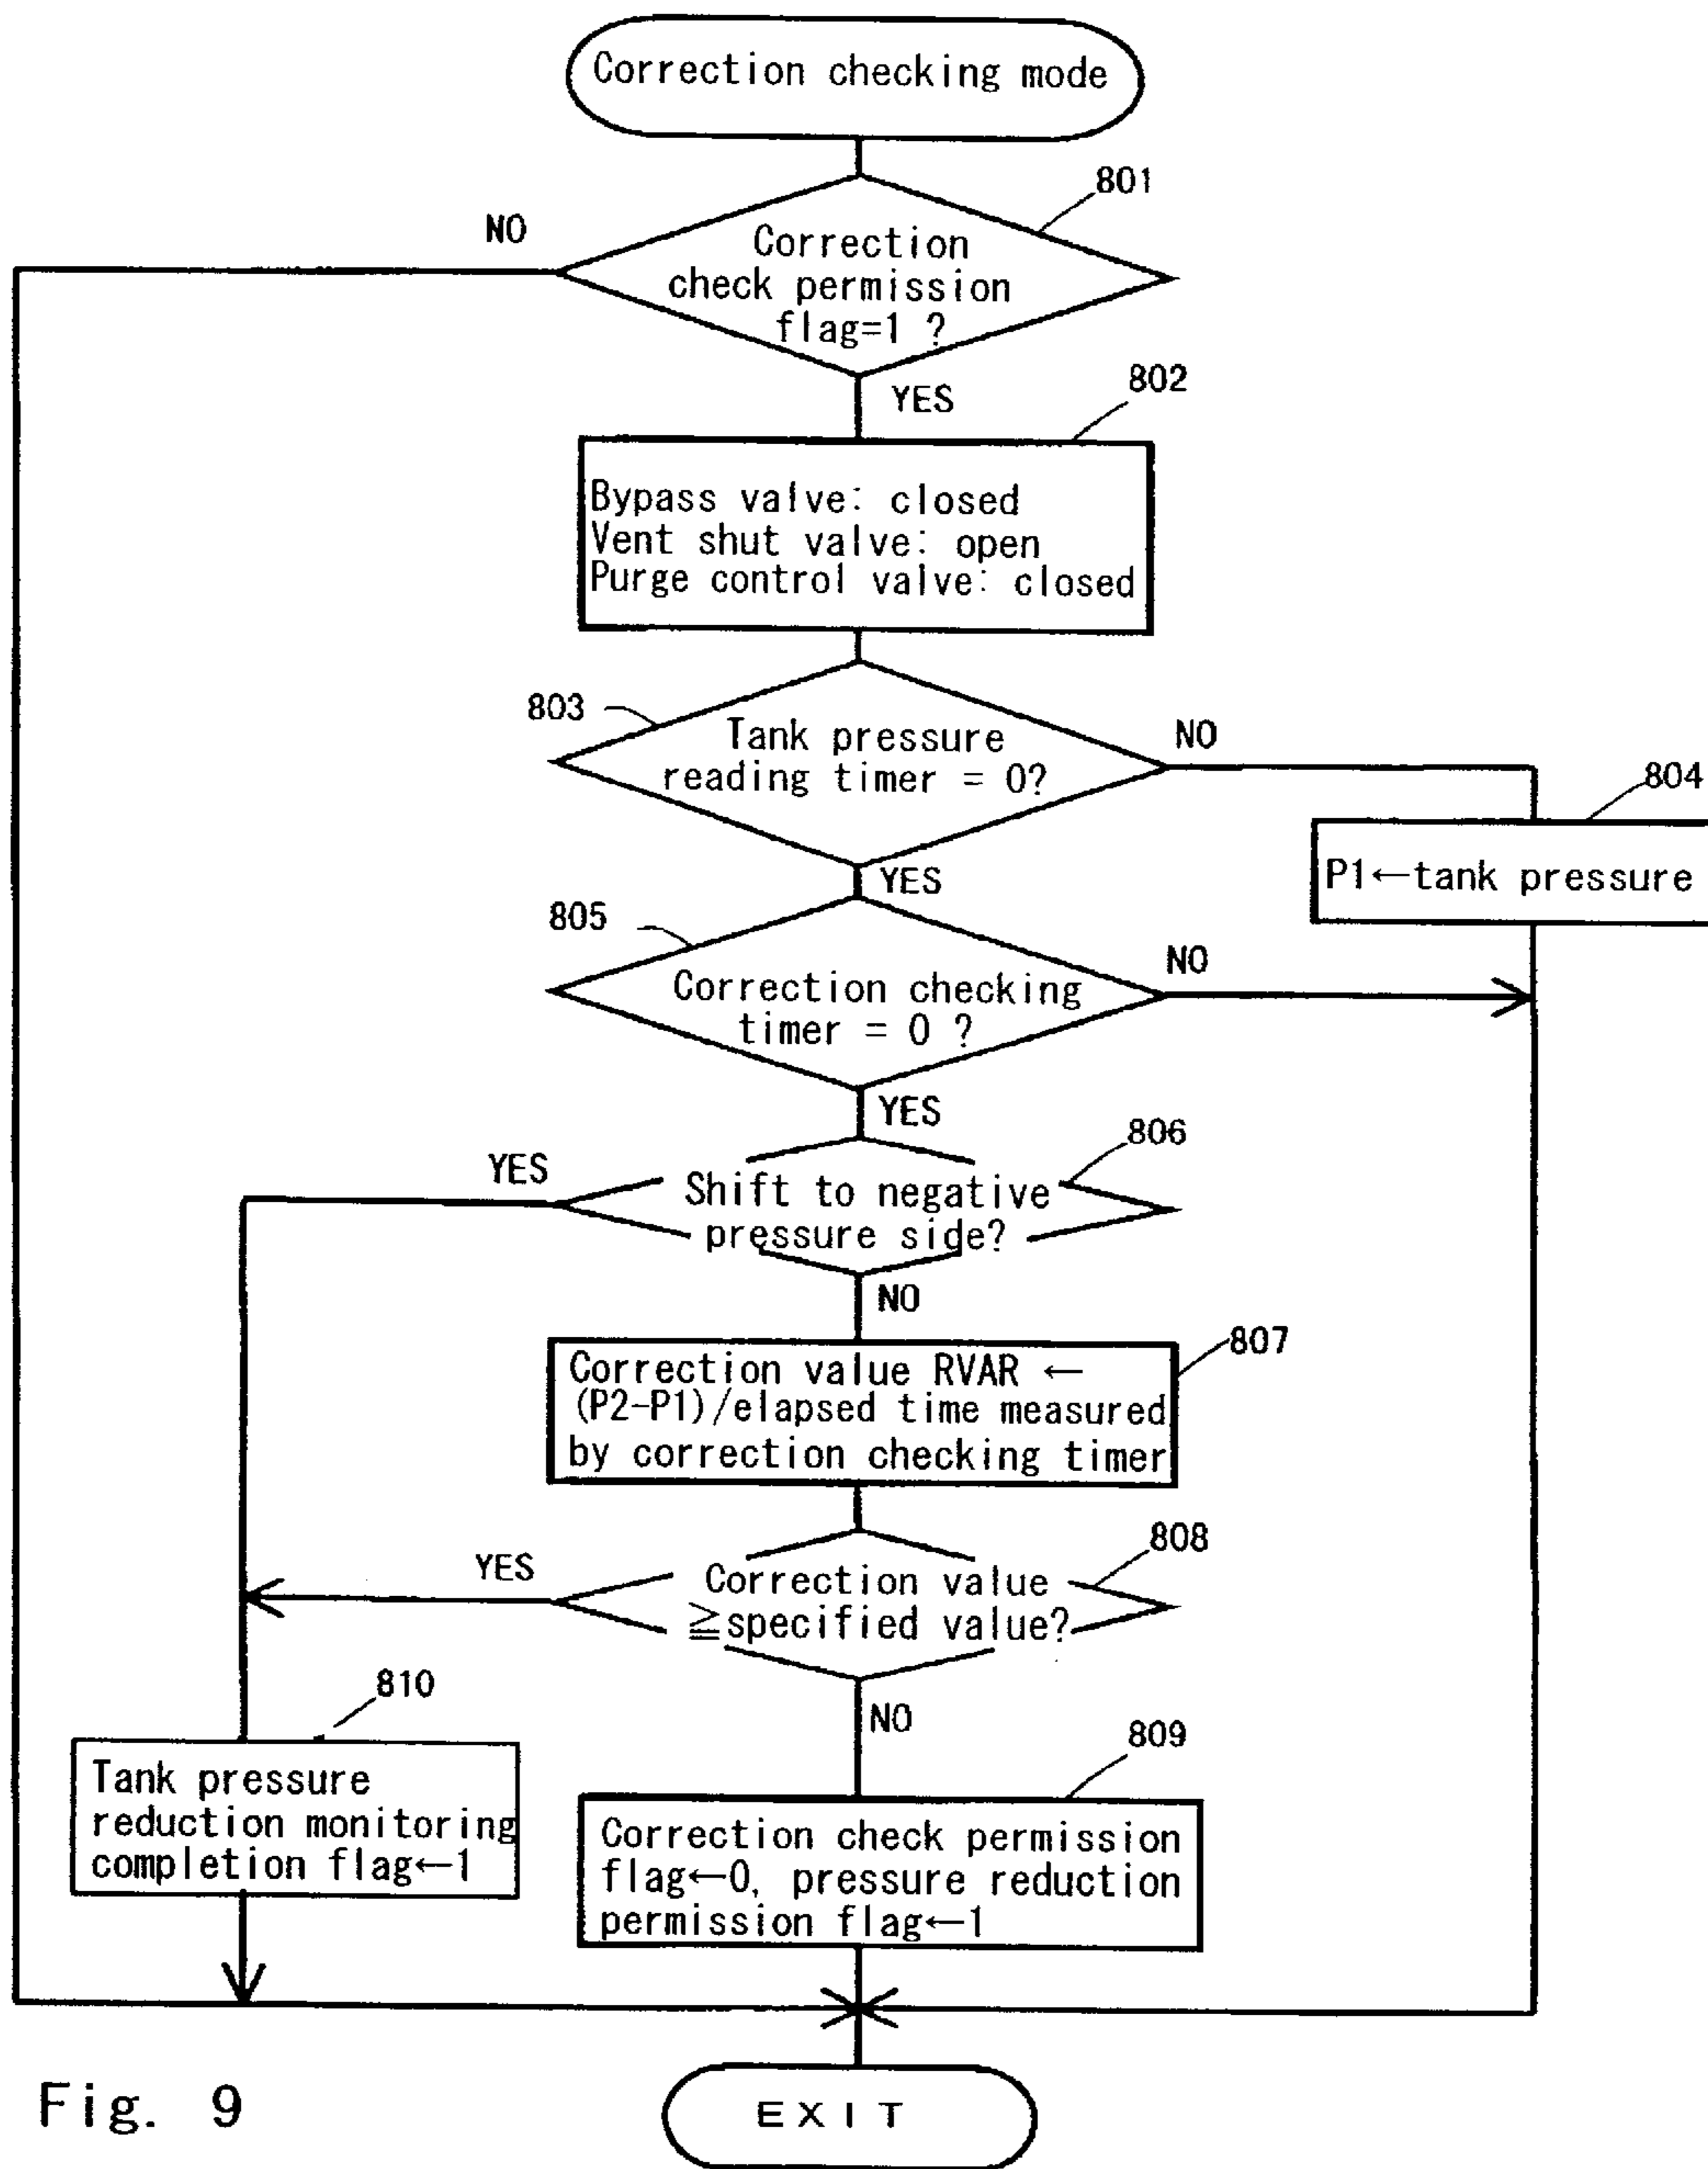 Correction checking mode
801
NO
Correction
check permission
flag=1 ?
YES
802
Bypass valve: closed
Vent shut valve: open
Purge control valve: closed
803
Tank pressure
reading timer = 0?
NO
804
P1←tank pressure
YES
805
Correction checking
timer = 0 ?
NO
YES
806
YES
Shift to negative
pressure side?
NO
807
Correction value RVAR ←
(P2-P1)/elapsed time measured
by correction checking timer
808
YES
Correction value
≧specified value?
810
NO
809
Tank pressure
reduction monitoring
completion flag←1
Correction check permission
flag←0, pressure reduction
permission flag←1
EXIT
Fig. 9